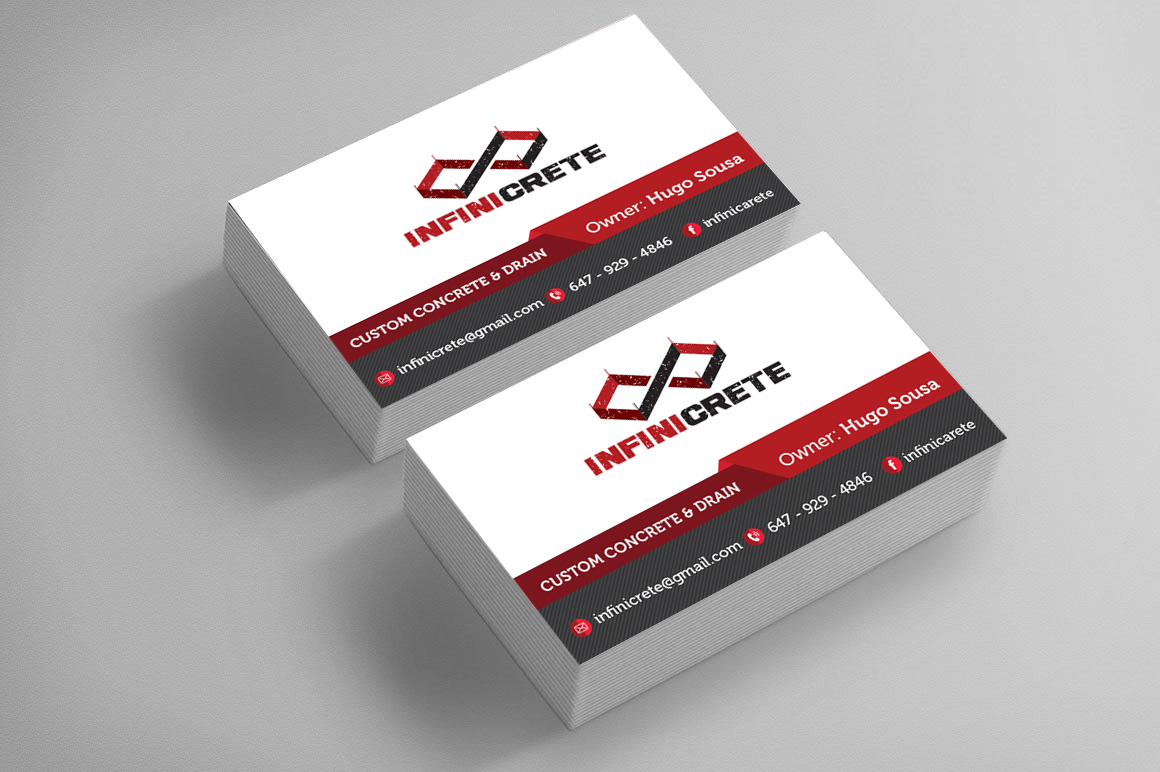 INFINICRETE
Owner: Hugo Sousa
CUSTOM CONCRETE & DRAIN
infinicrete@gmail.com 647 - 929 - 4846 f infinicarete
INFINICRETE
Owner: Hugo Sousa
CUSTOM CONCRETE & DRAIN
infinicrete@gmail.com 647 - 929 - 4846 f infinicarete